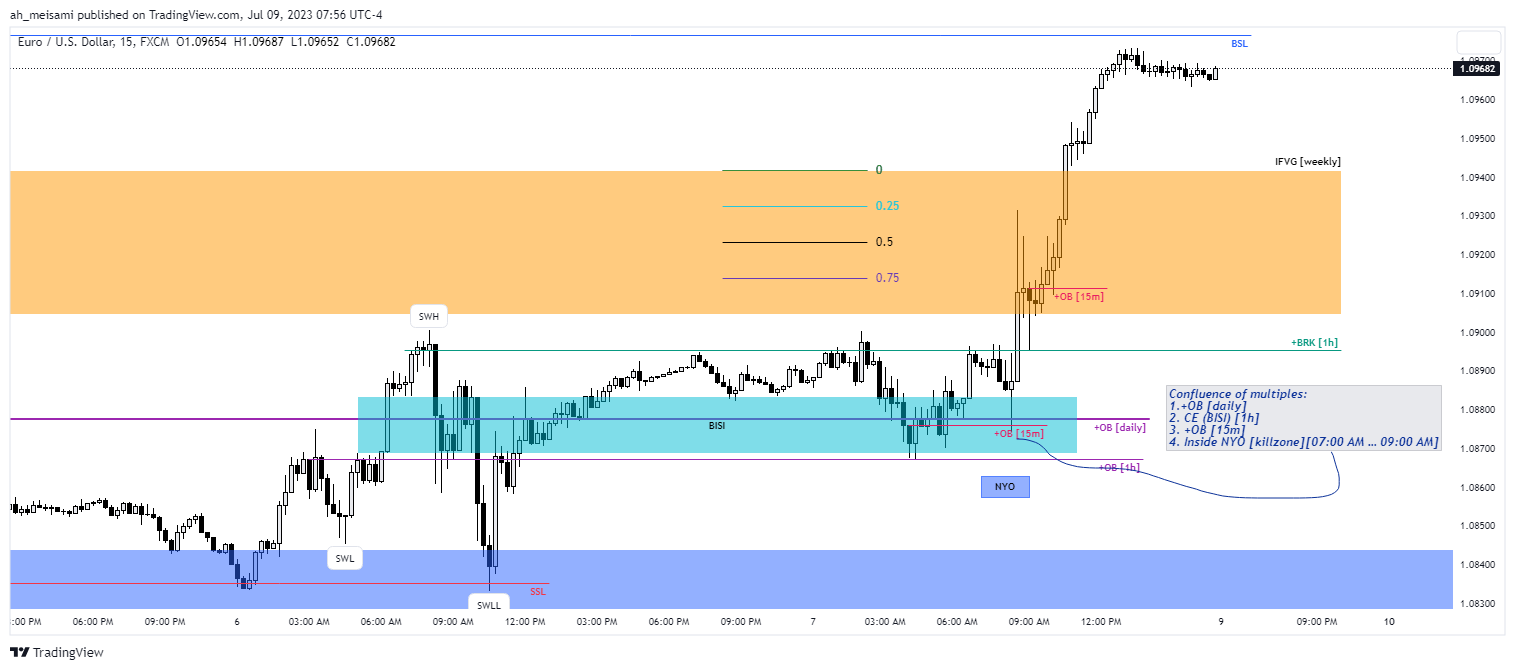 ah_meisami published on TradingView.com, Jul 09, 2023 07:56 UTC-4
Euro / U.S. Dollar, 15, FXCM O1.09654 H1.09687 L1.09652 C1.09682
BSL
1.09682
1.09600
1.09500
IFVG [weekly]
0
1.09400
0.25
1.09300
0.5
1.09200
0.75
1.09100
+OB [15m]
SWH
1.09000
+BRK [1h]
1.08900
Confluence of multiples:
1.+OB [daily]
2. CE (BISI) [1h]
3. +OB [15m]
4. Inside NYO [killzone][07:00 AM ... 09:00 AM]
1.08800
BISI
+OB [daily]
+OB [15m]
1.08700
+OB [1h]
NYO
1.08600
1.08500
SWL
1.08400
SSL
SWLL
1.08300
:00 PM 06:00 PM 09:00 PM 6 03:00 AM 06:00 AM 09:00 AM 12:00 PM 03:00 PM 06:00 PM 09:00 PM 7 03:00 AM 06:00 AM 09:00 AM 12:00 PM 9 09:00 PM 10
TradingView